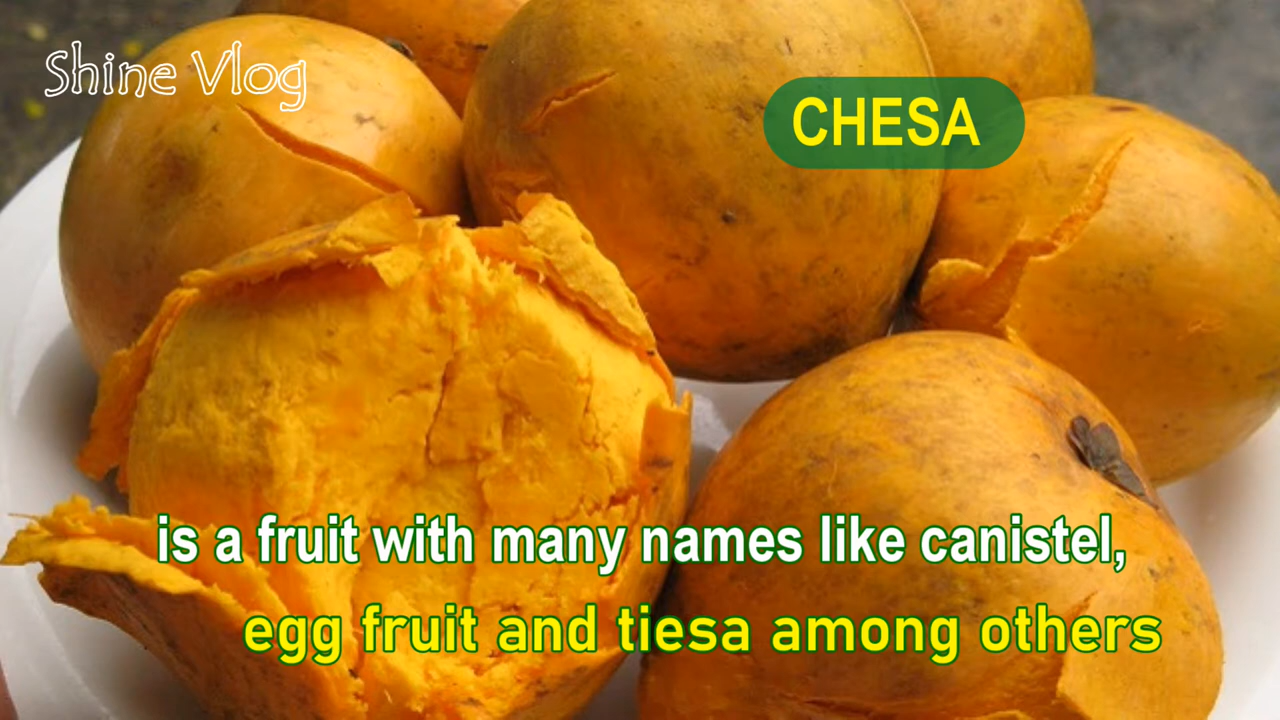 Shine Vlog
CHESA
is a fruit with many names like canistel,
egg fruit and tiesa among others